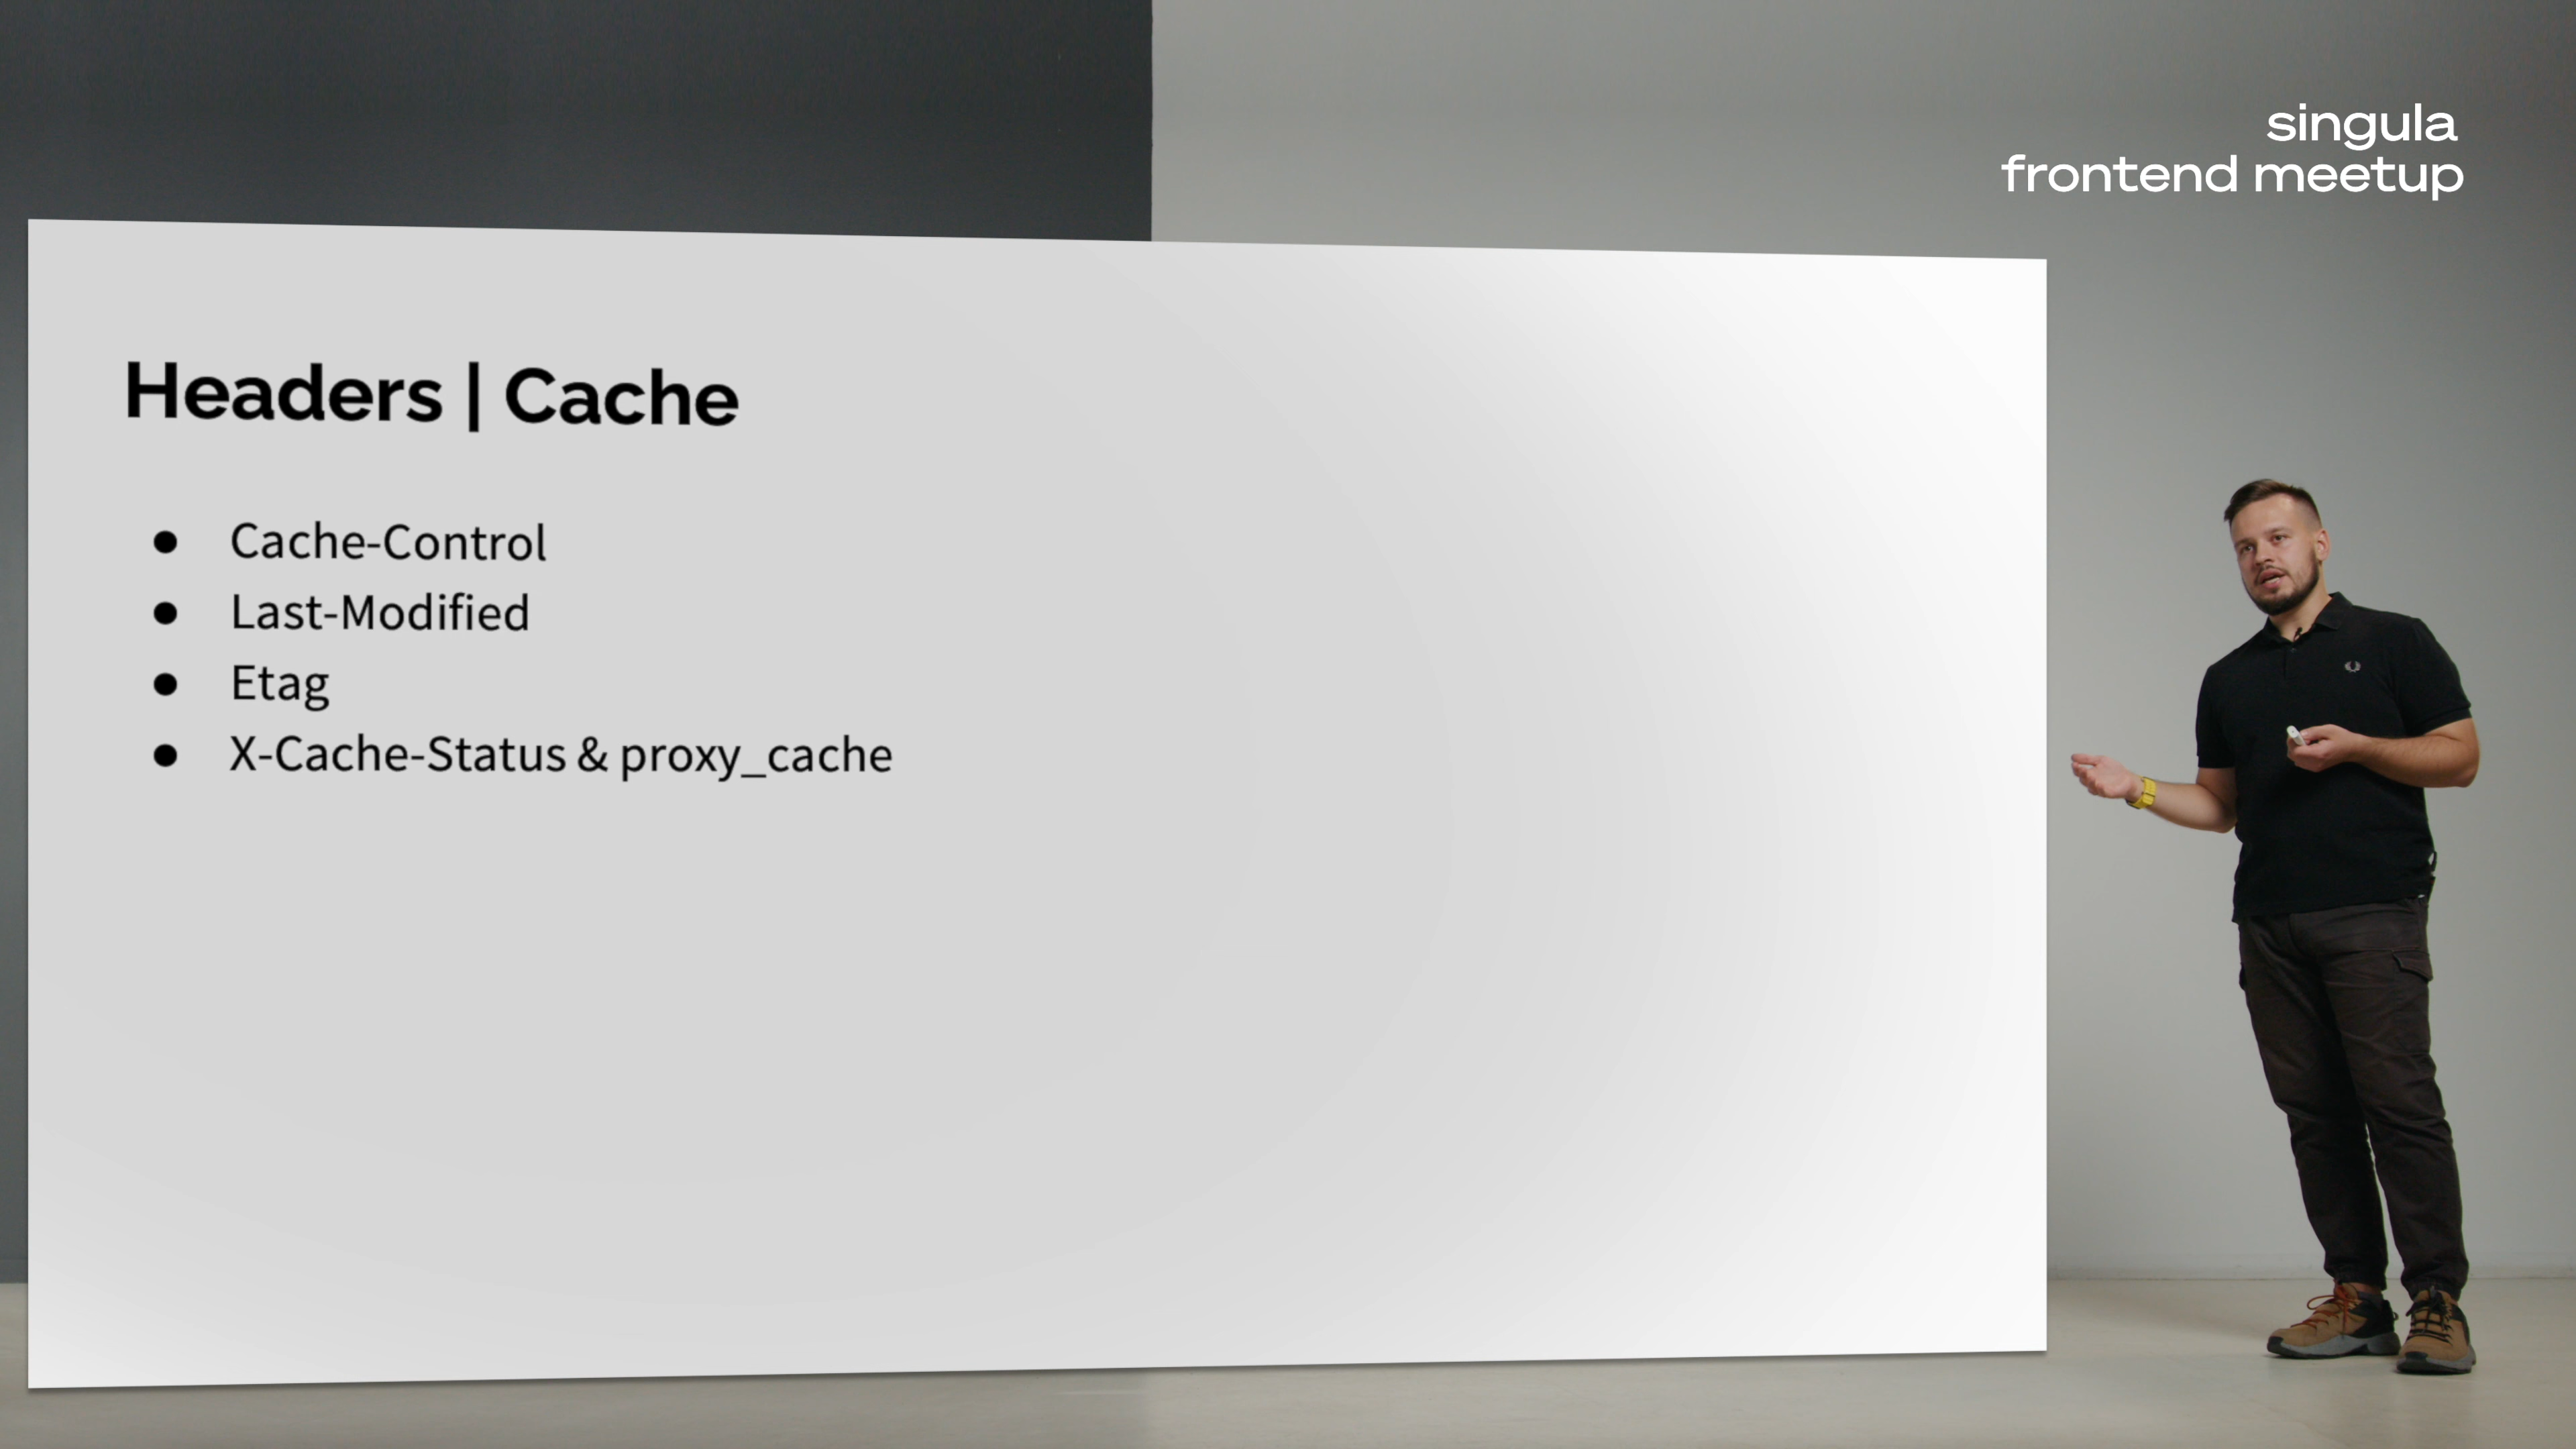 singula
frontend meetup
Headers | Cache
● Cache-Control
● Last-Modified
● Etag
● X-Cache-Status & proxy_cache